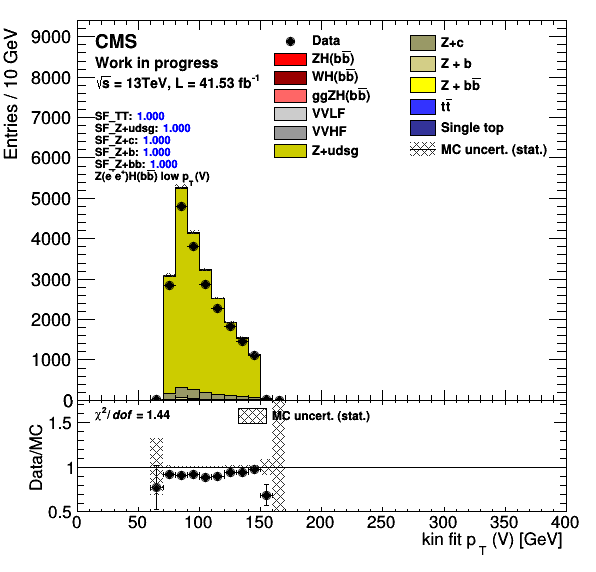 CMS
Work in progress
√s = 13TeV, L = 41.53 fb⁻¹
SF_TT: 1.000
SF_Z+udsg: 1.000
SF_Z+c: 1.000
SF_Z+b: 1.000
SF_Z+bb: 1.000
Z(e⁻e⁺)H(bb̅) low p_T(V)
Data
ZH(bb̅)
WH(bb̅)
ggZH(bb̅)
VVLF
VVHF
Z+udsg
Z+c
Z + b
Z + bb̅
tt̅
Single top
MC uncert. (stat.)
Entries / 10 GeV
9000
8000
7000
6000
5000
4000
3000
2000
1000
0
χ²/dof = 1.44
MC uncert. (stat.)
Data/MC
1.5
1
0.5
0 50 100 150 200 250 300 350 400
kin fit p_T (V) [GeV]